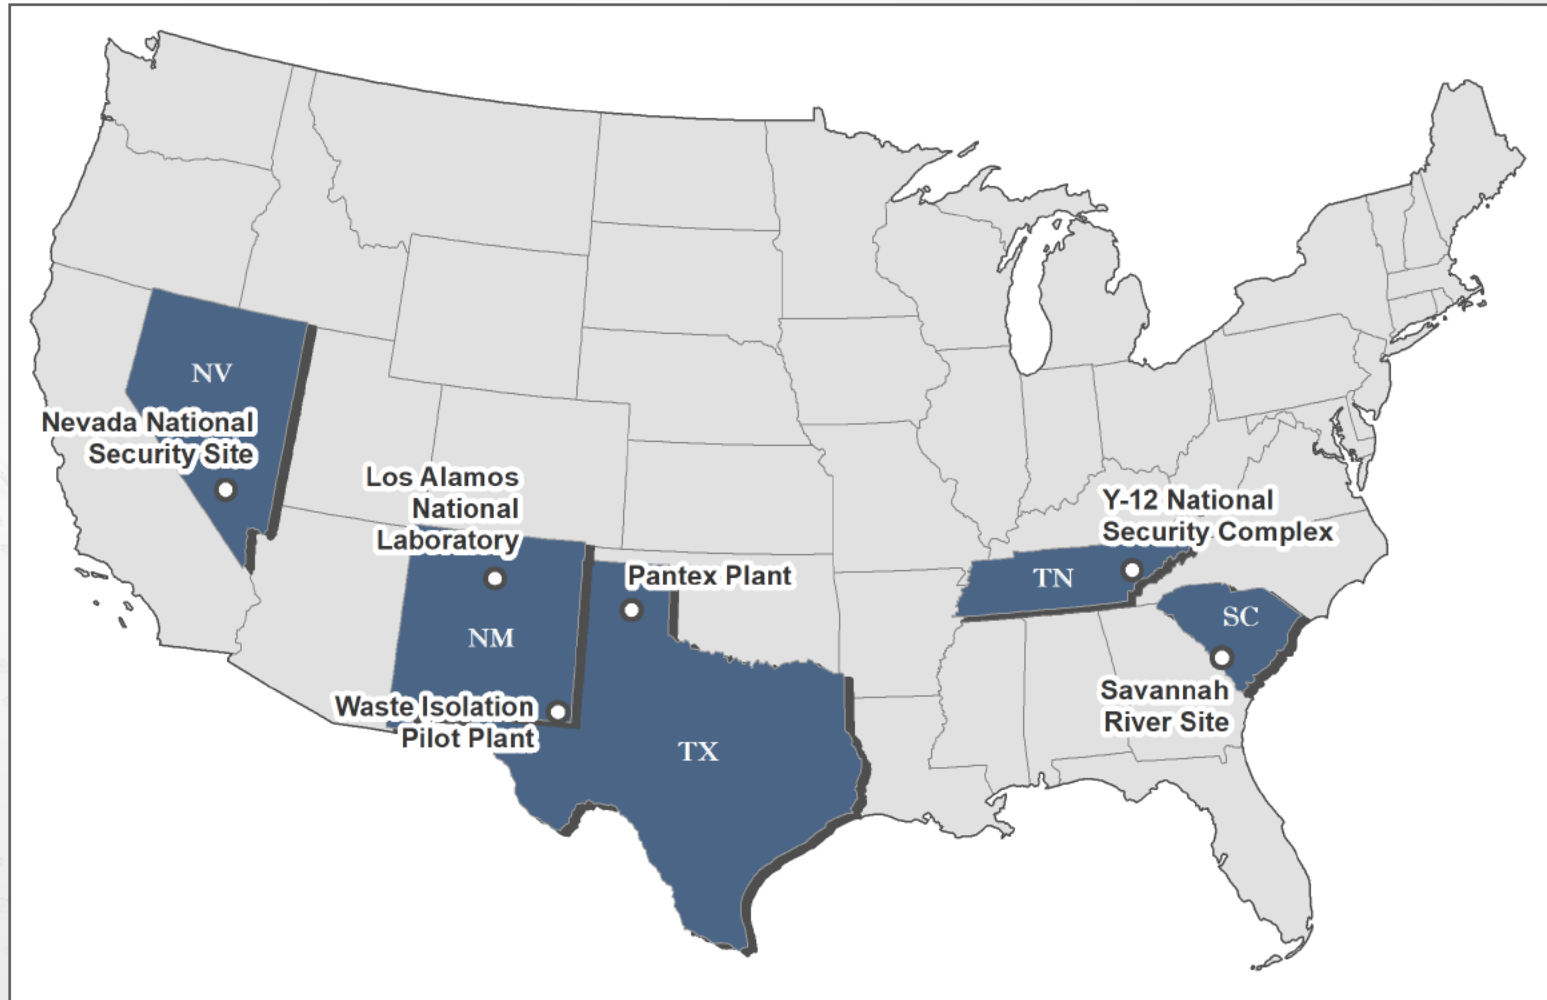 NV
Nevada National
Security Site
Los Alamos
National
Laboratory
Y-12 National
Security Complex
Pantex Plant
TN
SC
NM
Savannah
River Site
Waste Isolation
Pilot Plant
TX